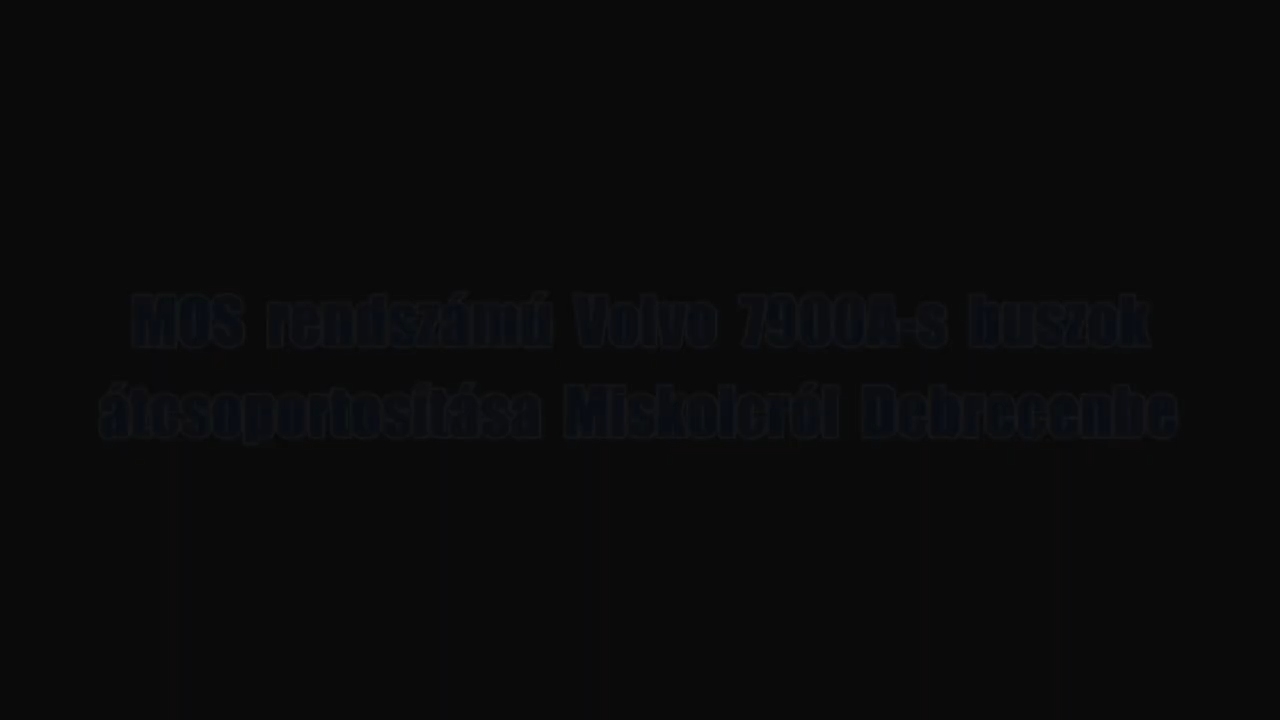 MOS rendszámú Volvo 7900A-s buszok
átcsoportosítása Miskolcról Debrecenbe